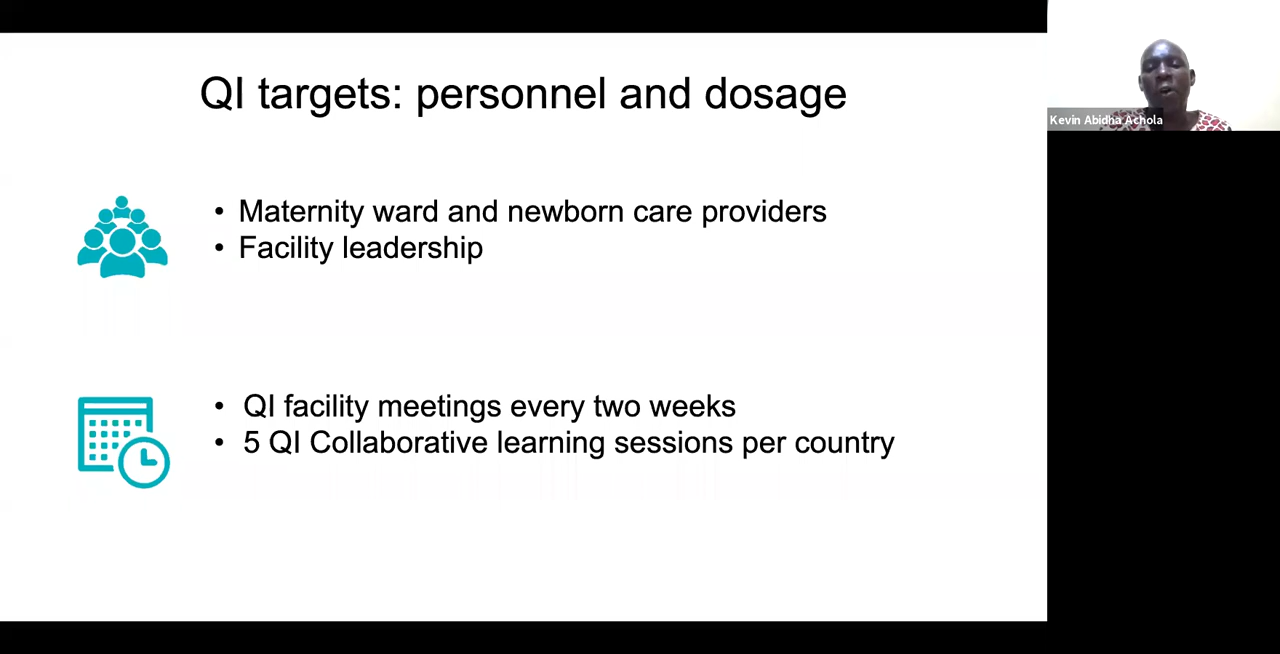 QI targets: personnel and dosage
• Maternity ward and newborn care providers
• Facility leadership
• QI facility meetings every two weeks
• 5 QI Collaborative learning sessions per country
Kevin Abidha Achola